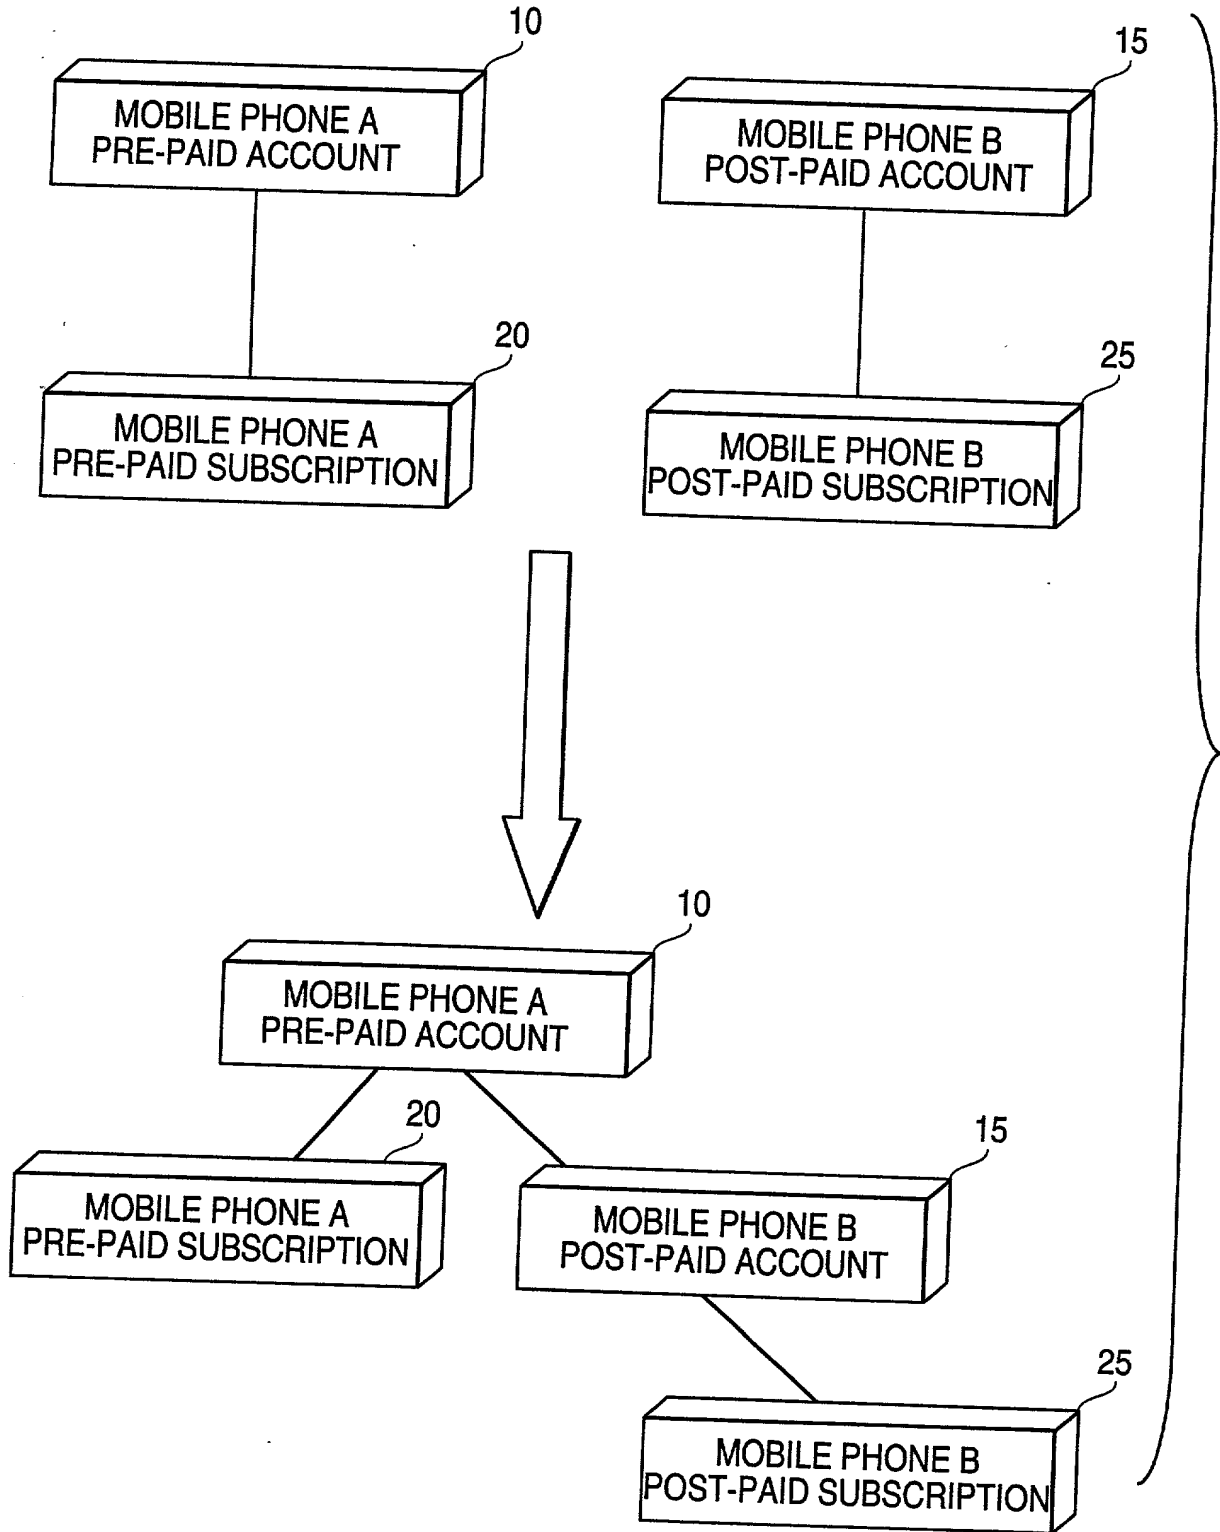 10
MOBILE PHONE A
PRE-PAID ACCOUNT
15
MOBILE PHONE B
POST-PAID ACCOUNT
20
MOBILE PHONE A
PRE-PAID SUBSCRIPTION
25
MOBILE PHONE B
POST-PAID SUBSCRIPTION
10
MOBILE PHONE A
PRE-PAID ACCOUNT
20
MOBILE PHONE A
PRE-PAID SUBSCRIPTION
15
MOBILE PHONE B
POST-PAID ACCOUNT
25
MOBILE PHONE B
POST-PAID SUBSCRIPTION